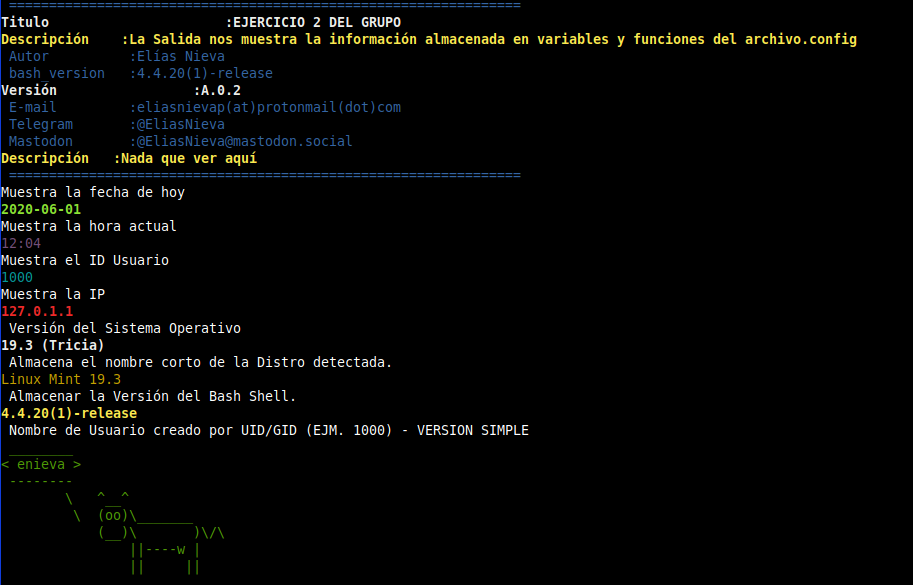 ================================================================
Titulo                      :EJERCICIO 2 DEL GRUPO
Descripción    :La Salida nos muestra la información almacenada en variables y funciones del archivo.config
 Autor          :Elías Nieva
 bash_version   :4.4.20(1)-release
Versión                 :A.0.2
 E-mail         :eliasnievap(at)protonmail(dot)com
 Telegram       :@EliasNieva
 Mastodon       :@EliasNieva@mastodon.social
Descripción   :Nada que ver aquí
================================================================
Muestra la fecha de hoy
2020-06-01
Muestra la hora actual
12:04
Muestra el ID Usuario
1000
Muestra la IP
127.0.1.1
 Versión del Sistema Operativo
19.3 (Tricia)
 Almacena el nombre corto de la Distro detectada.
Linux Mint 19.3
 Almacenar la Versión del Bash Shell.
4.4.20(1)-release
 Nombre de Usuario creado por UID/GID (EJM. 1000) - VERSION SIMPLE
 ________
< enieva >
 --------
        \   ^__^
         \  (oo)\_______
            (__)\       )\/\
                ||----w |
                ||     ||